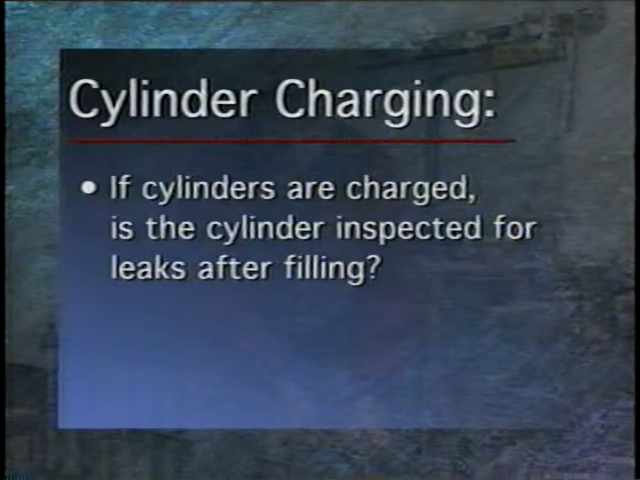 Cylinder Charging:
• If cylinders are charged,
is the cylinder inspected for
leaks after filling?